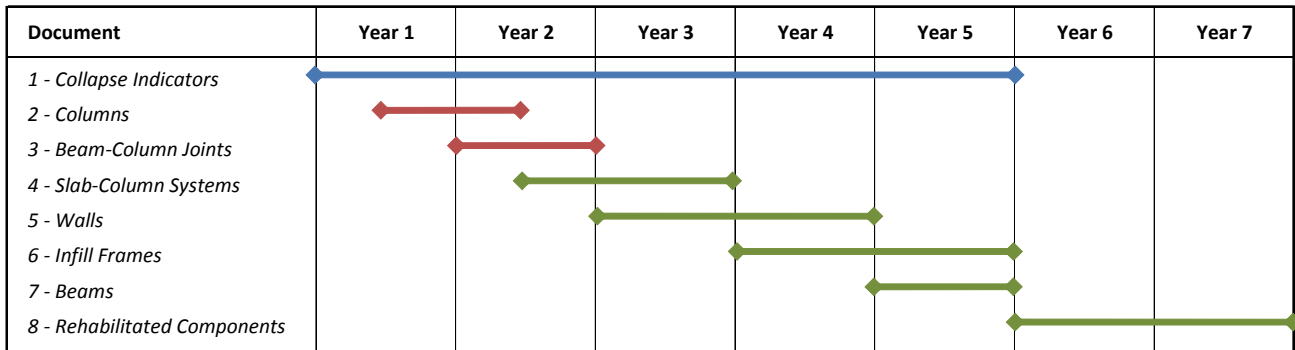 Document Year 1 Year 2 Year 3 Year 4 Year 5 Year 6 Year 7
1 - Collapse Indicators
2 - Columns
3 - Beam-Column Joints
4 - Slab-Column Systems
5 - Walls
6 - Infill Frames
7 - Beams
8 - Rehabilitated Components